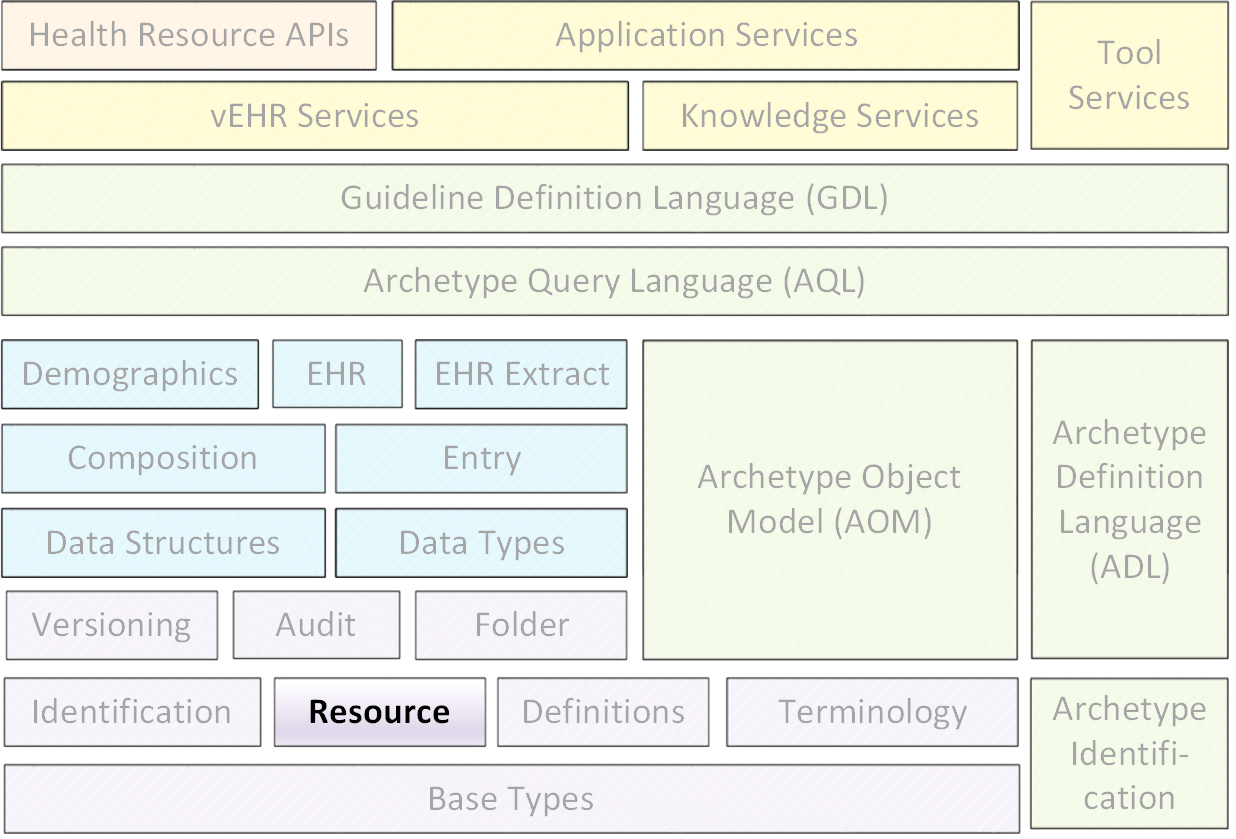 Health Resource APIs
Application Services
Tool
Services
vEHR Services
Knowledge Services
Guideline Definition Language (GDL)
Archetype Query Language (AQL)
Demographics
EHR
EHR Extract
Composition
Entry
Data Structures
Data Types
Versioning
Audit
Folder
Archetype Object
Model (AOM)
Archetype
Definition
Language
(ADL)
Identification
Resource
Definitions
Terminology
Archetype
Identifi-
cation
Base Types